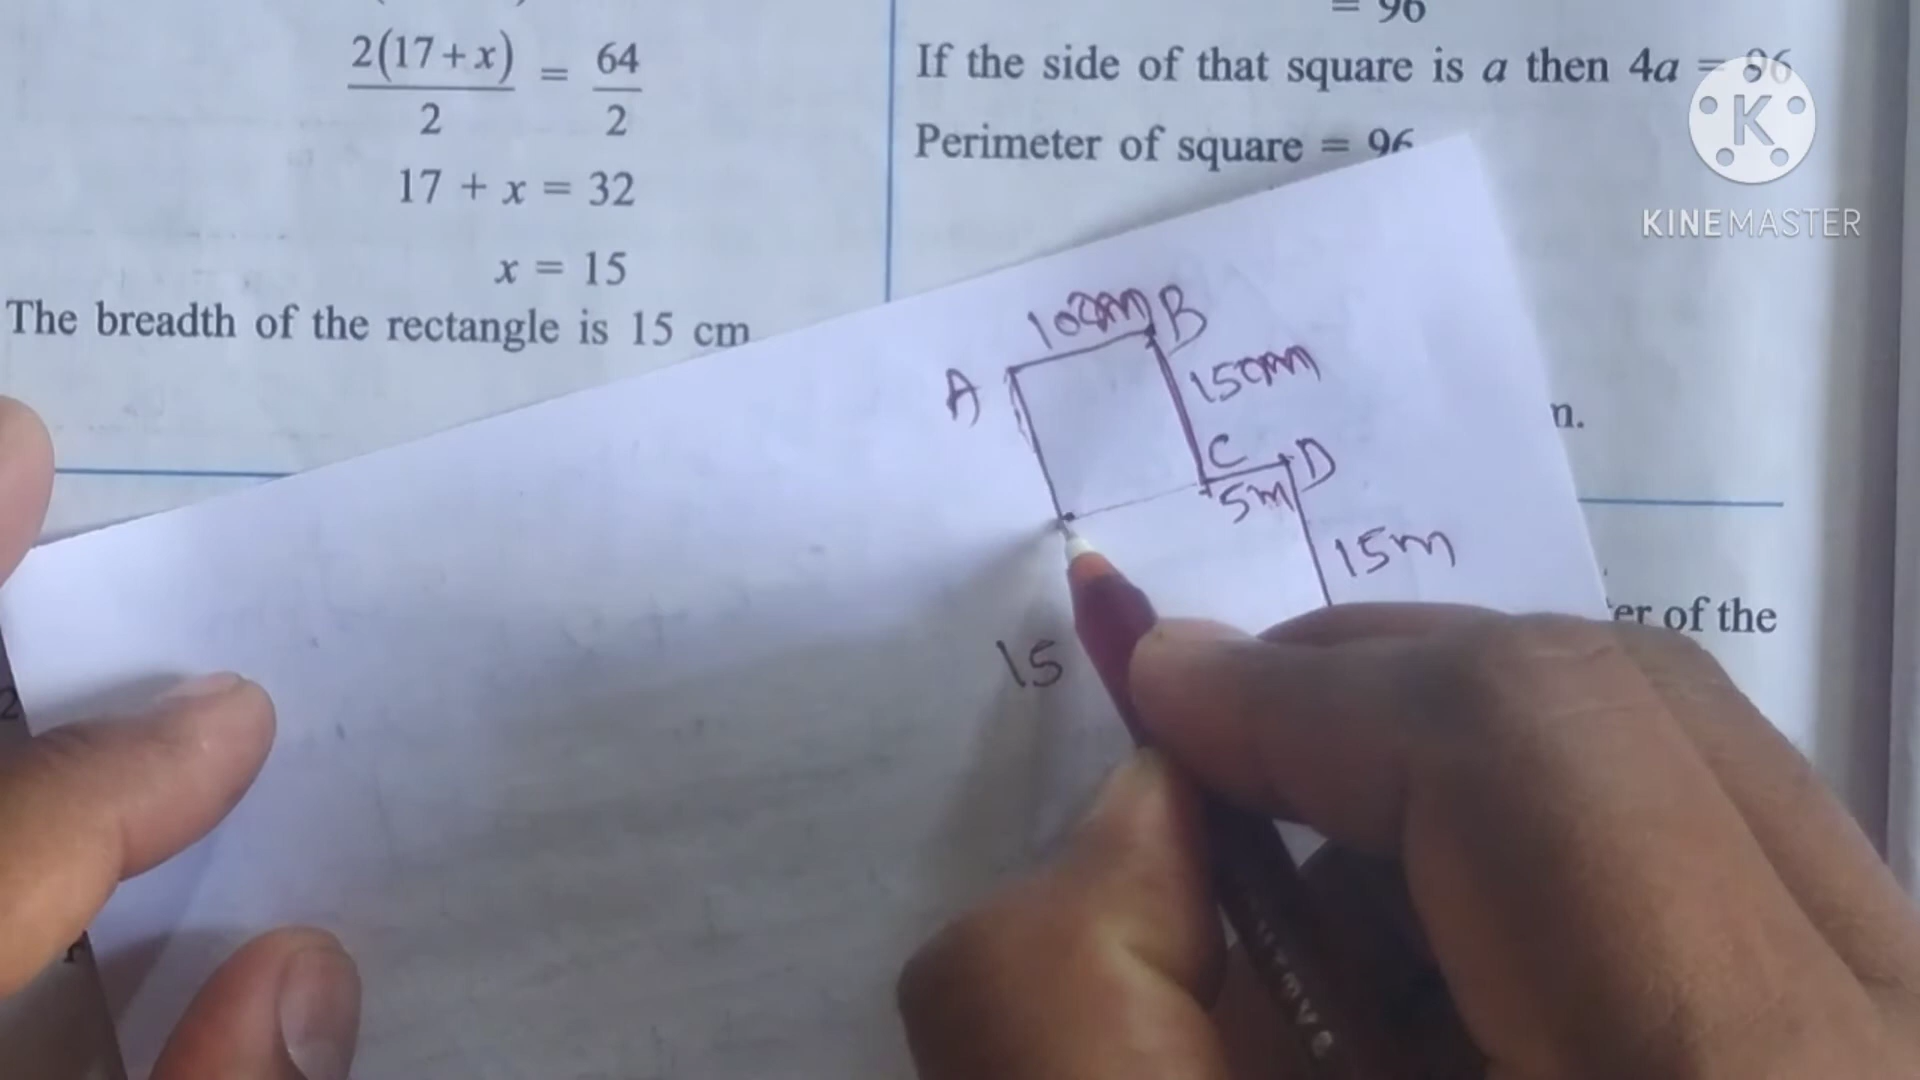 2(17+x)/2 = 64/2
17 + x = 32
x = 15
The breadth of the rectangle is 15 cm
= 96
If the side of that square is a then 4a = 96
Perimeter of square = 96
n.
er of the
A
B
15cm
C
D
5m
15m
15
KINEMASTER